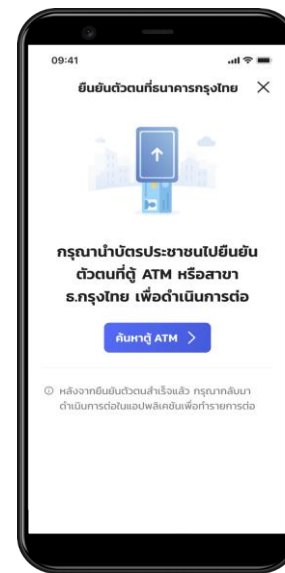 09:41
ยืนยันตัวตนที่ธนาคารกรุงไทย
กรุณานำบัตรประชาชนไปยืนยัน
ตัวตนที่ตู้ ATM หรือสาขา
ธ.กรุงไทย เพื่อดำเนินการต่อ
ค้นหาตู้ ATM
หลังจากยืนยันตัวตนสำเร็จแล้ว กรุณากลับมา
ดำเนินการต่อในแอปพลิเคชันเพื่อทำรายการต่อ